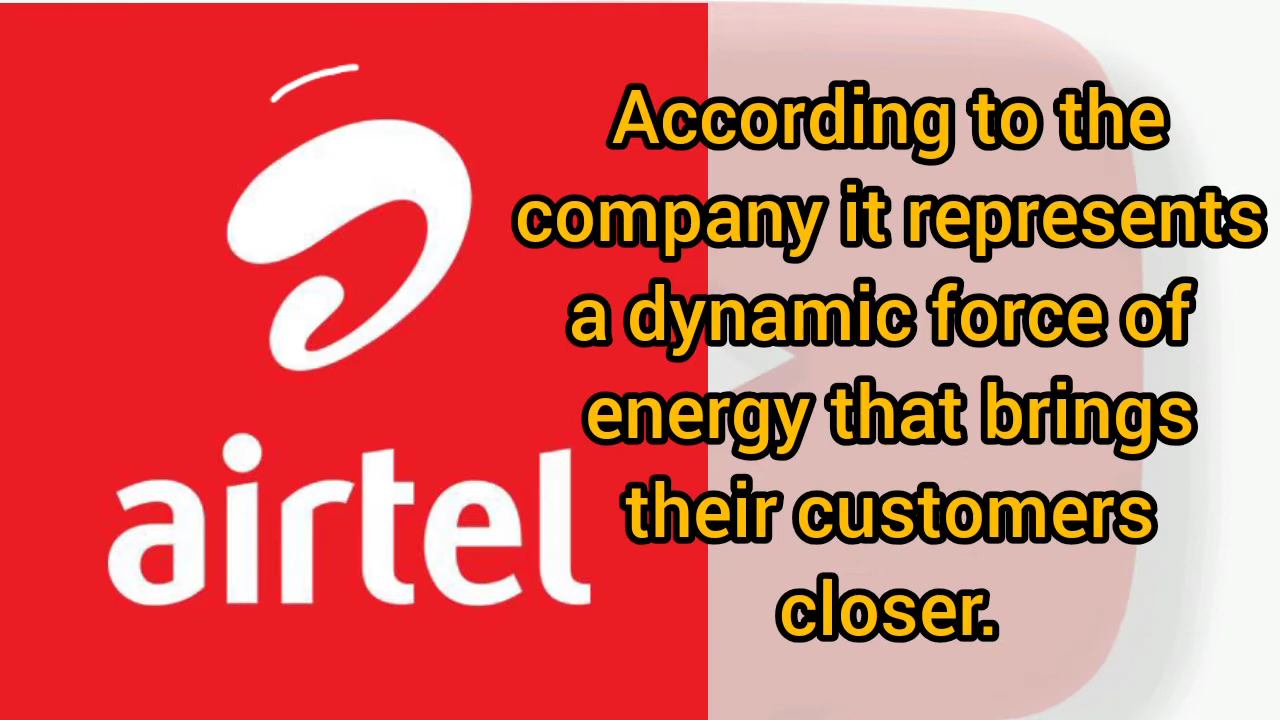 airtel
According to the
company it represents
a dynamic force of
energy that brings
their customers
closer.